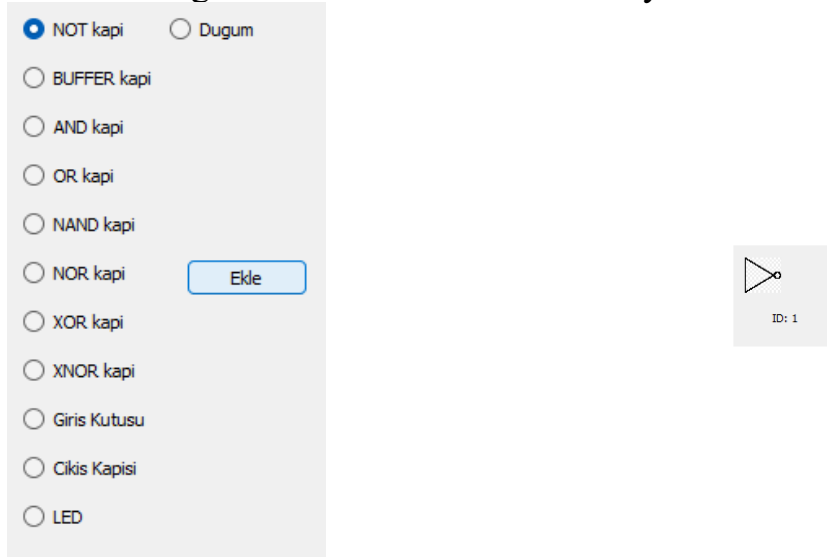 NOT kapi Dugum
BUFFER kapi
AND kapi
OR kapi
NAND kapi
NOR kapi Ekle
XOR kapi
ID: 1
XNOR kapi
Giris Kutusu
Cikis Kapisi
LED